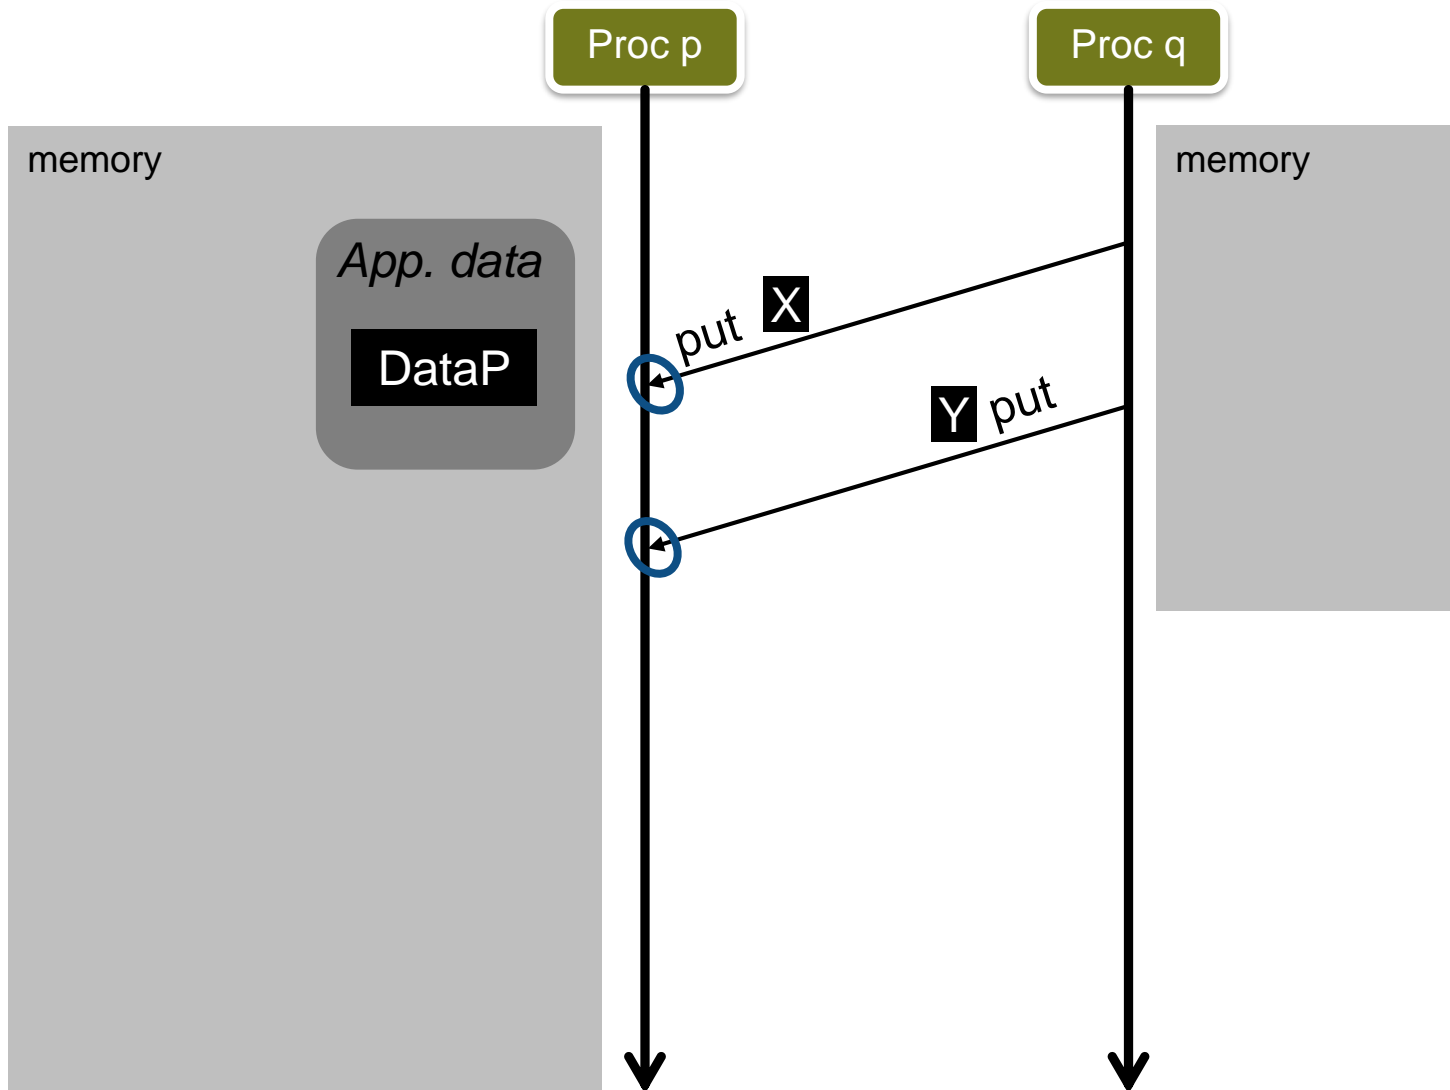 Proc p
Proc q
memory
memory
App. data
DataP
put X
Y put